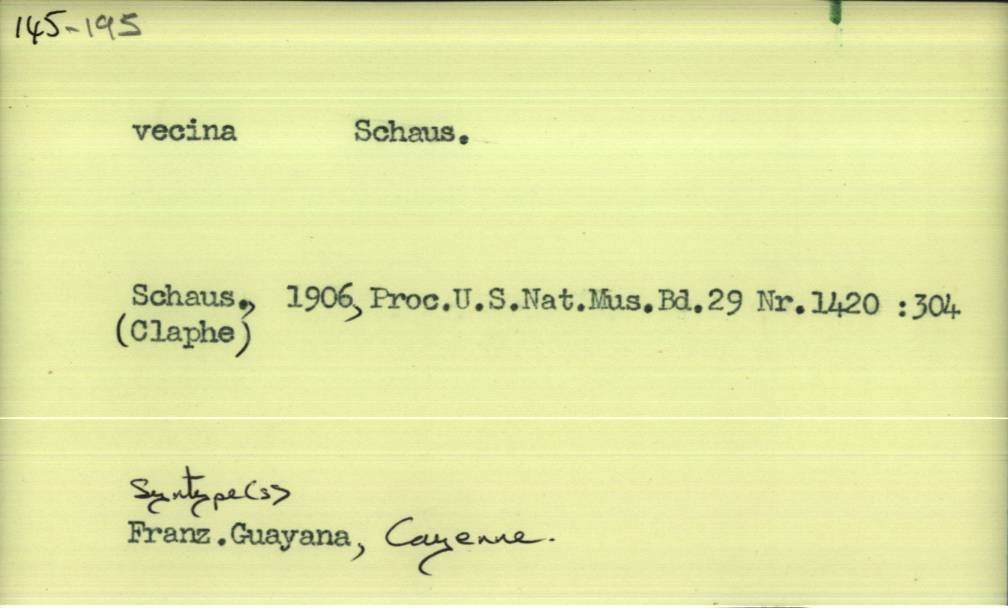 145-195
vecina Schaus.
Schaus., 1906, Proc.U.S.Nat.Mus.Bd.29 Nr.1420 :304
(Claphe)
Syntype(s)
Franz.Guayana, Cayenne.